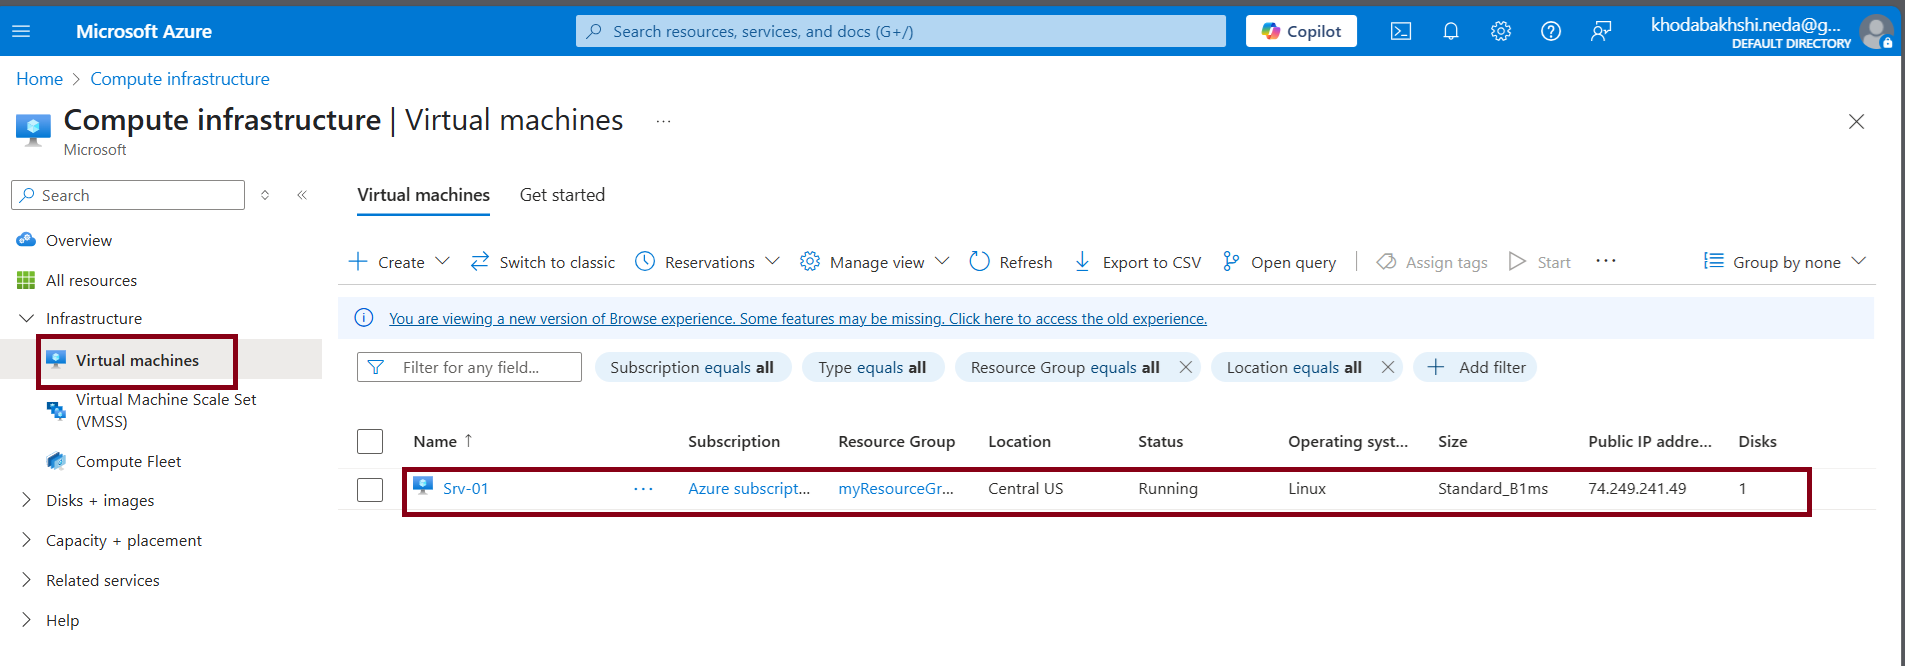 Microsoft Azure
Search resources, services, and docs (G+/)
Copilot
khodabakhshi.neda@g...
DEFAULT DIRECTORY
Home > Compute infrastructure
Compute infrastructure | Virtual machines ...
Microsoft
Search
Overview
All resources
Infrastructure
Virtual machines
Virtual Machine Scale Set
(VMSS)
Compute Fleet
Disks + images
Capacity + placement
Related services
Help
Virtual machines Get started
Create Switch to classic Reservations Manage view Refresh Export to CSV Open query Assign tags Start ... Group by none
You are viewing a new version of Browse experience. Some features may be missing. Click here to access the old experience.
Filter for any field... Subscription equals all Type equals all Resource Group equals all Location equals all Add filter
Name ↑ Subscription Resource Group Location Status Operating syst... Size Public IP addre... Disks
Srv-01 ... Azure subscript... myResourceGr... Central US Running Linux Standard_B1ms 74.249.241.49 1